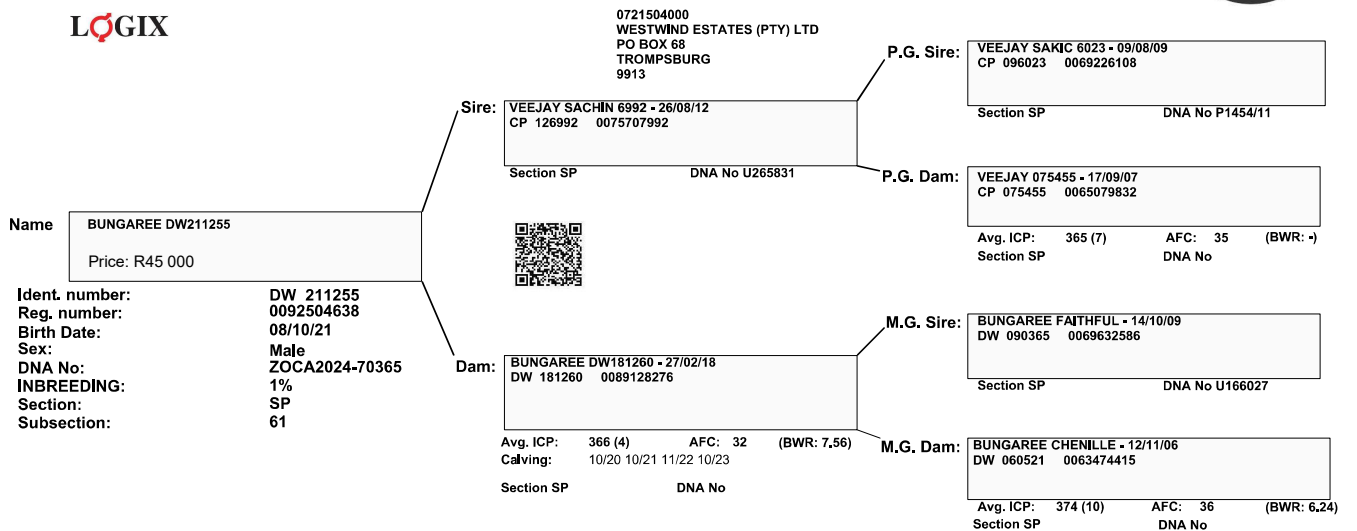 LOGIX
0721504000
WESTWIND ESTATES (PTY) LTD
PO BOX 68
TROMPSBURG
9913
P.G. Sire:
VEEJAY SAKIC 6023 - 09/08/09
CP 096023 0069226108
Section SP DNA No P1454/11
Sire:
VEEJAY SACHIN 6992 - 26/08/12
CP 126992 0075707992
Section SP DNA No U265831
P.G. Dam:
VEEJAY 075455 - 17/09/07
CP 075455 0065079832
Avg. ICP: 365 (7) AFC: 35 (BWR: -)
Section SP DNA No
Name BUNGAREE DW211255
Price: R45 000
Ident. number: DW 211255
Reg. number: 0092504638
Birth Date: 08/10/21
Sex: Male
DNA No: ZOCA2024-70365
INBREEDING: 1%
Section: SP
Subsection: 61
Dam:
BUNGAREE DW181260 - 27/02/18
DW 181260 0089128276
Avg. ICP: 366 (4) AFC: 32 (BWR: 7.56)
Calving: 10/20 10/21 11/22 10/23
Section SP DNA No
M.G. Sire:
BUNGAREE FAITHFUL - 14/10/09
DW 090365 0069632586
Section SP DNA No U166027
M.G. Dam:
BUNGAREE CHENILLE - 12/11/06
DW 060521 0063474415
Avg. ICP: 374 (10) AFC: 36 (BWR: 6.24)
Section SP DNA No